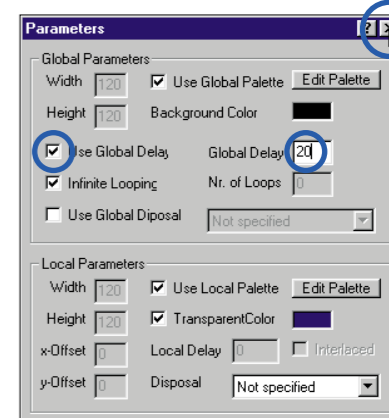 Parameters ?
Global Parameters
Width 120 Use Global Palette Edit Palette
Height 120 Background Color
Use Global Delay Global Delay 20
Infinite Looping Nr. of Loops 0
Use Global Diposal Not specified
Local Parameters
Width 120 Use Local Palette Edit Palette
Height 120 TransparentColor
x-Offset 0 Local Delay 0 Interlaced
y-Offset 0 Disposal Not specified